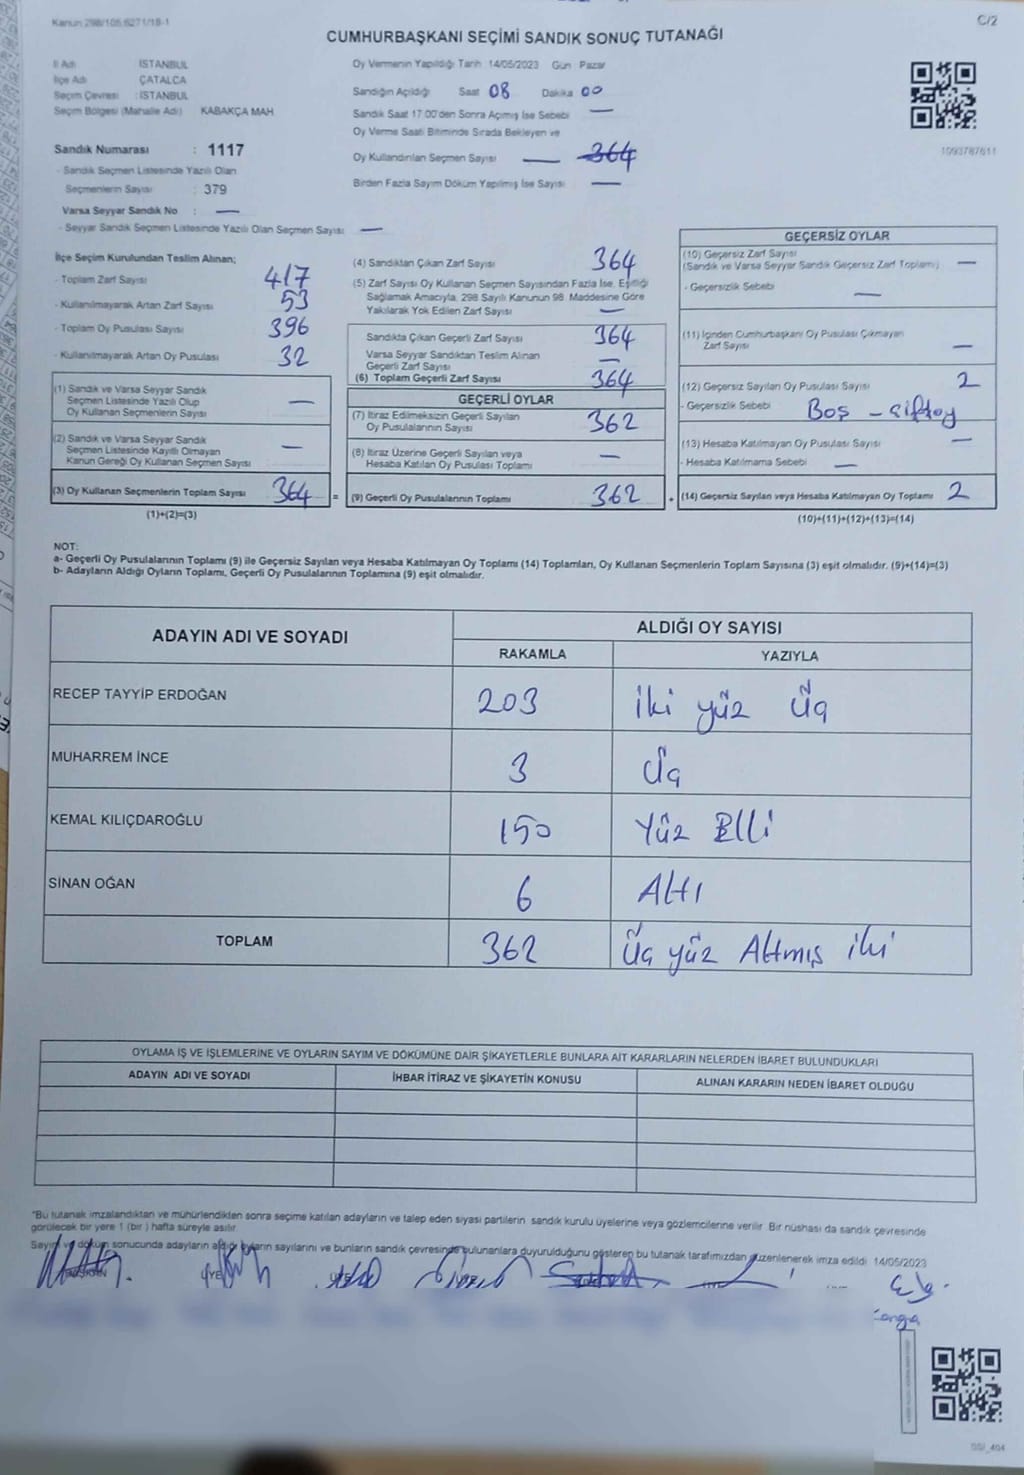 Kanun 298/105,6271/18-1
C/2
CUMHURBAŞKANI SEÇİMİ SANDIK SONUÇ TUTANAĞI
İl Adı İSTANBUL
İlçe Adı ÇATALCA
Seçim Çevresi : İSTANBUL
Seçim Bölgesi (Mahalle Adı) KABAKÇA MAH
Sandık Numarası : 1117
- Sandık Seçmen Listesinde Yazılı Olan
Seçmenlerin Sayısı : 379
Varsa Seyyar Sandık No : —
- Seyyar Sandık Seçmen Listesinde Yazılı Olan Seçmen Sayısı: —
Oy Vermenin Yapıldığı Tarih :14/05/2023 Gün : Pazar
Sandığın Açıldığı Saat 08 Dakika 00
Sandık Saat 17.00'den Sonra Açılmış İse Sebebi —
Oy Verme Saati Bitiminde Sırada Bekleyen ve
Oy Kullandırılan Seçmen Sayısı — 364
Birden Fazla Sayım Döküm Yapılmış İse Sayısı —
1093787611
İlçe Seçim Kurulundan Teslim Alınan;
- Toplam Zarf Sayısı 417
- Kullanılmayarak Artan Zarf Sayısı 53
- Toplam Oy Pusulası Sayısı 396
- Kullanılmayarak Artan Oy Pusulası 32
(1) Sandık ve Varsa Seyyar Sandık
Seçmen Listesinde Yazılı Olup
Oy Kullanan Seçmenlerin Sayısı —
(2) Sandık ve Varsa Seyyar Sandık
Seçmen Listesinde Kayıtlı Olmayan
Kanun Gereği Oy Kullanan Seçmen Sayısı —
(3) Oy Kullanan Seçmenlerin Toplam Sayısı 364 =
(1)+(2)=(3)
(4) Sandıktan Çıkan Zarf Sayısı 364
(5) Zarf Sayısı Oy Kullanan Seçmen Sayısından Fazla İse, Eşitliği
Sağlamak Amacıyla, 298 Sayılı Kanunun 98. Maddesine Göre
Yakılarak Yok Edilen Zarf Sayısı —
Sandıkta Çıkan Geçerli Zarf Sayısı 364
Varsa Seyyar Sandıktan Teslim Alınan
Geçerli Zarf Sayısı —
(6) Toplam Geçerli Zarf Sayısı 364
GEÇERLİ OYLAR
(7) İtiraz Edilmeksizin Geçerli Sayılan
Oy Pusulalarının Sayısı 362
(8) İtiraz Üzerine Geçerli Sayılan veya
Hesaba Katılan Oy Pusulası Toplamı —
(9) Geçerli Oy Pusulalarının Toplamı 362 +
GEÇERSİZ OYLAR
(10) Geçersiz Zarf Sayısı
(Sandık ve Varsa Seyyar Sandık Geçersiz Zarf Toplamı) —
- Geçersizlik Sebebi —
(11) İçinden Cumhurbaşkanı Oy Pusulası Çıkmayan
Zarf Sayısı —
(12) Geçersiz Sayılan Oy Pusulası Sayısı 2
- Geçersizlik Sebebi Boş - çiftoy
(13) Hesaba Katılmayan Oy Pusulası Sayısı —
- Hesaba Katılmama Sebebi —
(14) Geçersiz Sayılan veya Hesaba Katılmayan Oy Toplamı 2
(10)+(11)+(12)+(13)=(14)
NOT:
a- Geçerli Oy Pusulalarının Toplamı (9) ile Geçersiz Sayılan veya Hesaba Katılmayan Oy Toplamı (14) Toplamları, Oy Kullanan Seçmenlerin Toplam Sayısına (3) eşit olmalıdır. (9)+(14)=(3)
b- Adayların Aldığı Oyların Toplamı, Geçerli Oy Pusulalarının Toplamına (9) eşit olmalıdır.
ADAYIN ADI VE SOYADI ALDIĞI OY SAYISI
RAKAMLA YAZIYLA
RECEP TAYYİP ERDOĞAN 203 İki yüz Üç
MUHARREM İNCE 3 Üç
KEMAL KILIÇDAROĞLU 150 Yüz Elli
SİNAN OĞAN 6 Altı
TOPLAM 362 Üç yüz Altmış iki
OYLAMA İŞ VE İŞLEMLERİNE VE OYLARIN SAYIM VE DÖKÜMÜNE DAİR ŞİKAYETLERLE BUNLARA AİT KARARLARIN NELERDEN İBARET BULUNDUKLARI
ADAYIN ADI VE SOYADI İHBAR İTİRAZ VE ŞİKAYETİN KONUSU ALINAN KARARIN NEDEN İBARET OLDUĞU
"Bu tutanak imzalandıktan ve mühürlendikten sonra seçime katılan adayların ve talep eden siyasi partilerin sandık kurulu üyelerine veya gözlemcilerine verilir. Bir nüshası da sandık çevresinde
görülecek bir yere 1 (bir ) hafta süreyle asılır.
Sayım ve döküm sonucunda adayların aldığı oyların sayılarını ve bunların sandık çevresinde bulunanlara duyurulduğunu gösteren bu tutanak tarafımızdan düzenlenerek imza edildi. 14/05/2023
BAŞKAN ÜYE ÜYE